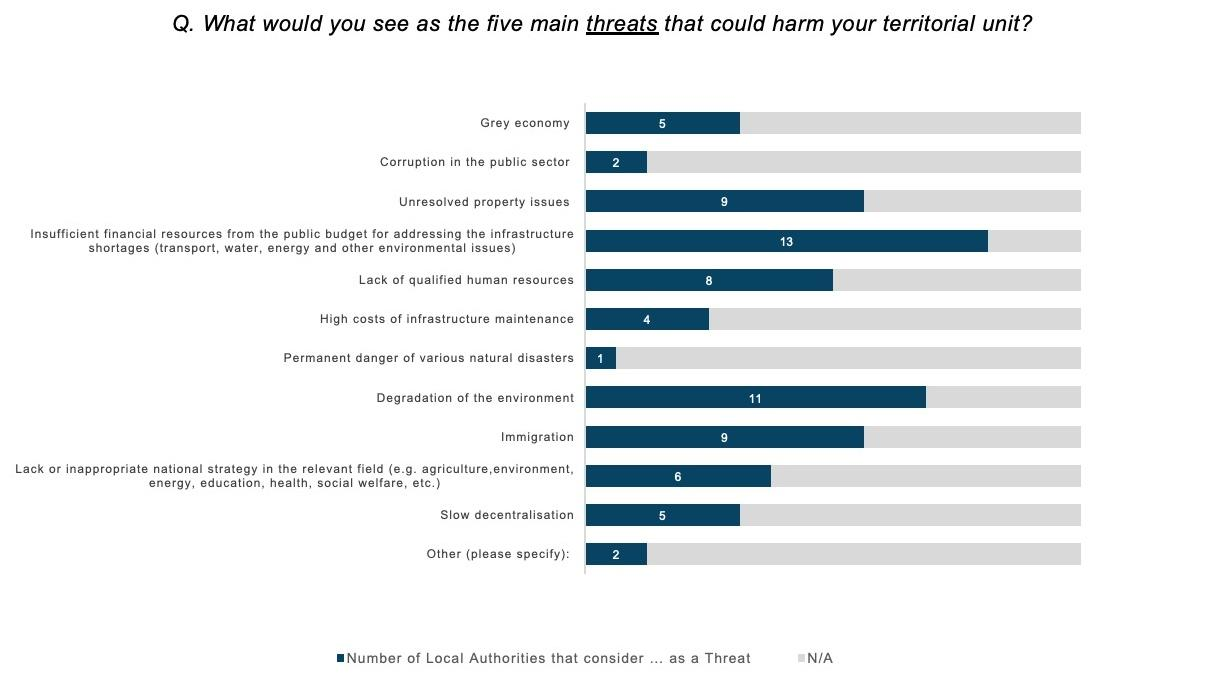 Q. What would you see as the five main threats that could harm your territorial unit?
Grey economy
5
Corruption in the public sector
2
Unresolved property issues
9
Insufficient financial resources from the public budget for addressing the infrastructure
shortages (transport, water, energy and other environmental issues)
13
Lack of qualified human resources
8
High costs of infrastructure maintenance
4
Permanent danger of various natural disasters
1
Degradation of the environment
11
Immigration
9
Lack or inappropriate national strategy in the relevant field (e.g. agriculture,environment,
energy, education, health, social welfare, etc.)
6
Slow decentralisation
5
Other (please specify):
2
Number of Local Authorities that consider ... as a Threat
N/A